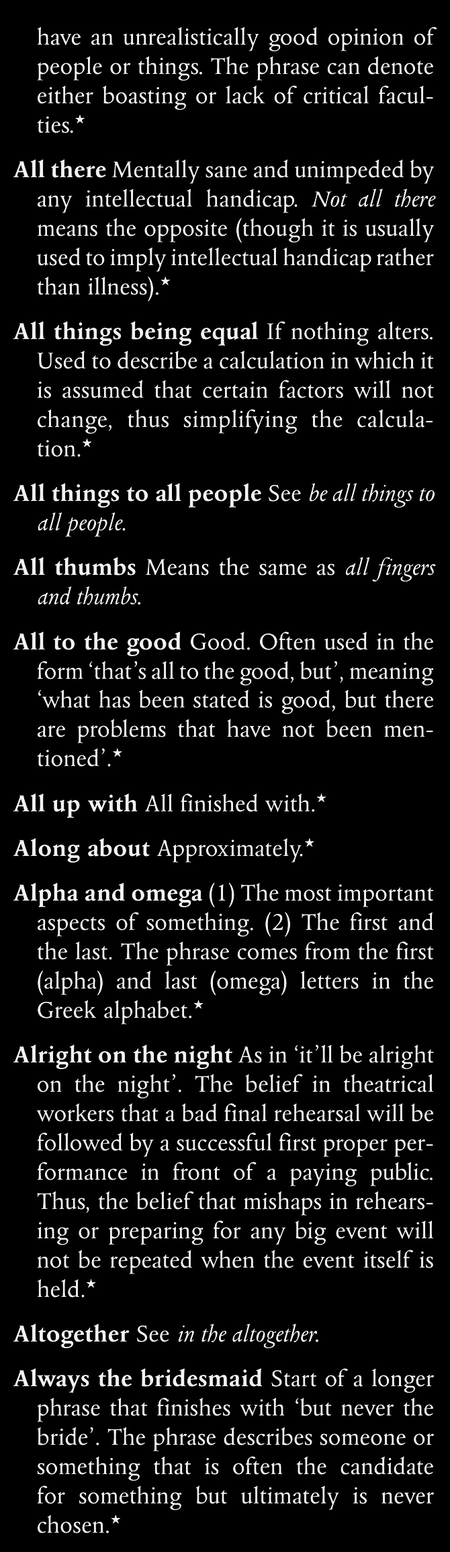 have an unrealistically good opinion of
people or things. The phrase can denote
either boasting or lack of critical facul-
ties.★
All there Mentally sane and unimpeded by
any intellectual handicap. Not all there
means the opposite (though it is usually
used to imply intellectual handicap rather
than illness).★
All things being equal If nothing alters.
Used to describe a calculation in which it
is assumed that certain factors will not
change, thus simplifying the calcula-
tion.★
All things to all people See be all things to
all people.
All thumbs Means the same as all fingers
and thumbs.
All to the good Good. Often used in the
form ‘that’s all to the good, but’, meaning
‘what has been stated is good, but there
are problems that have not been men-
tioned’.★
All up with All finished with.★
Along about Approximately.★
Alpha and omega (1) The most important
aspects of something. (2) The first and
the last. The phrase comes from the first
(alpha) and last (omega) letters in the
Greek alphabet.★
Alright on the night As in ‘it’ll be alright
on the night’. The belief in theatrical
workers that a bad final rehearsal will be
followed by a successful first proper per-
formance in front of a paying public.
Thus, the belief that mishaps in rehears-
ing or preparing for any big event will
not be repeated when the event itself is
held.★
Altogether See in the altogether.
Always the bridesmaid Start of a longer
phrase that finishes with ‘but never the
bride’. The phrase describes someone or
something that is often the candidate
for something but ultimately is never
chosen.★